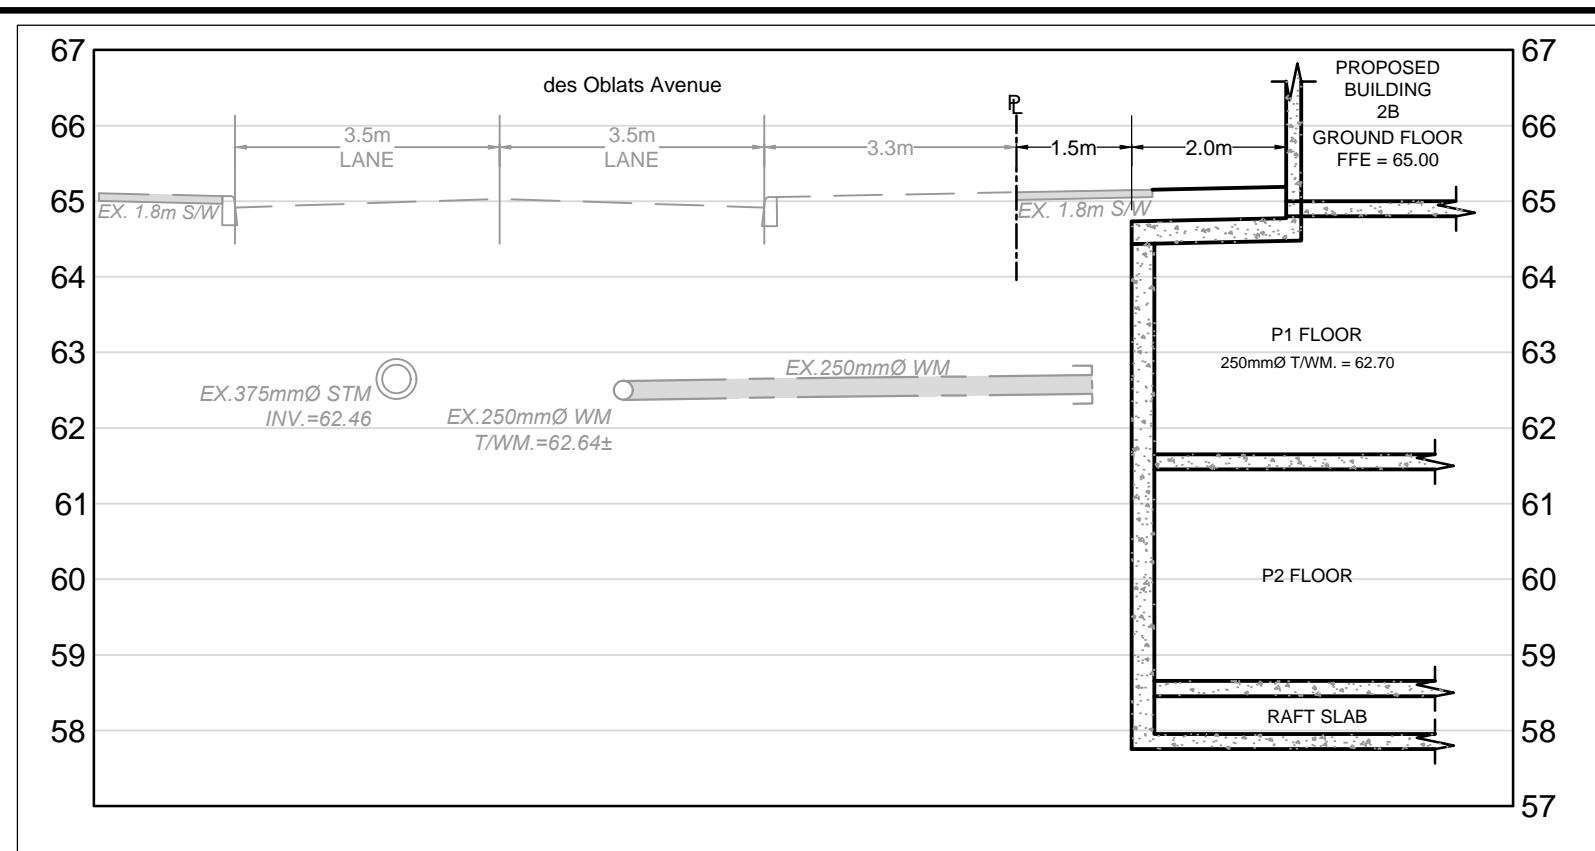 67
66
65
64
63
62
61
60
59
58
des Oblats Avenue
3.5m
LANE
3.5m
LANE
3.3m
PL
1.5m
2.0m
PROPOSED
BUILDING
2B
GROUND FLOOR
FFE = 65.00
EX. 1.8m S/W
EX. 1.8m S/W
P1 FLOOR
250mmØ T/WM. = 62.70
EX.375mmØ STM
INV.=62.46
EX.250mmØ WM
EX.250mmØ WM
T/WM.=62.64±
P2 FLOOR
RAFT SLAB
67
66
65
64
63
62
61
60
59
58
57